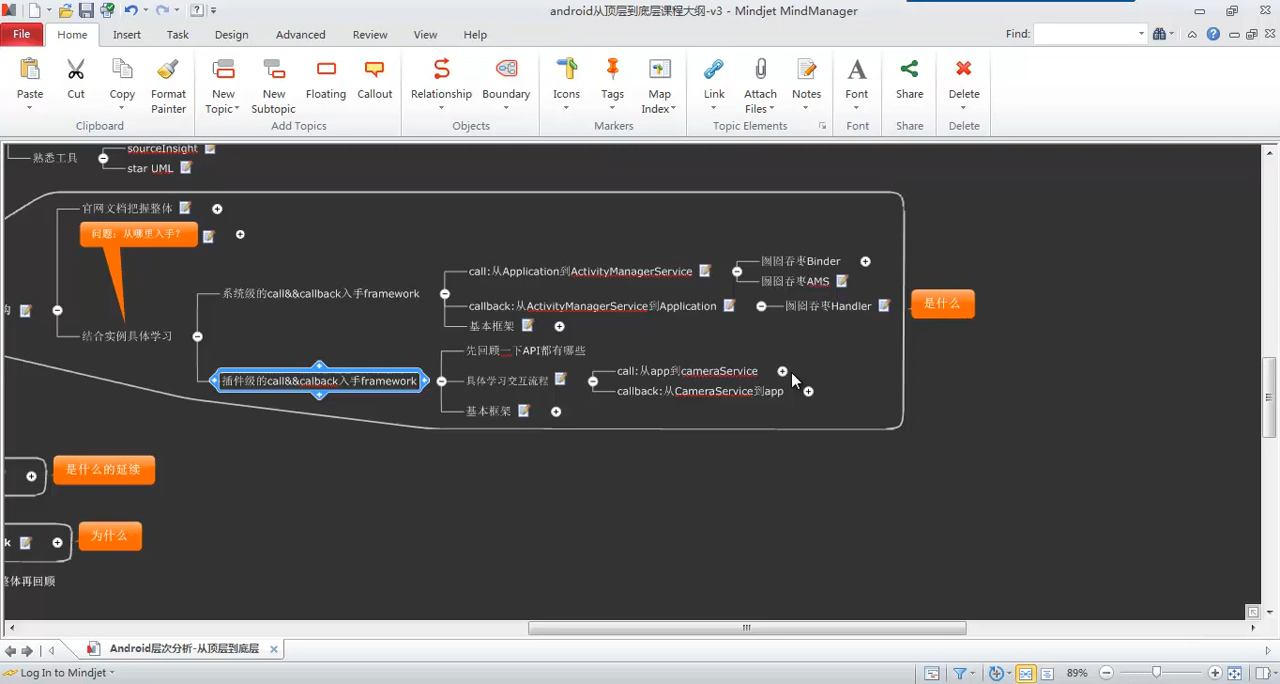 android从顶层到底层课程大纲-v3 - Mindjet MindManager
File
Home
Insert
Task
Design
Advanced
Review
View
Help
Find:
Paste
Cut
Copy
Format Painter
New Topic
New Subtopic
Floating
Callout
Relationship
Boundary
Icons
Tags
Map Index
Link
Attach Files
Notes
Font
Share
Delete
Clipboard
Add Topics
Objects
Markers
Topic Elements
Font
Share
Delete
sourceInsight
熟悉工具
star UML
官网文档把握整体
问题: 从哪里入手?
结合实例具体学习
系统级的call&&callback入手framework
call:从Application到ActivityManagerService
囫囵吞枣Binder
囫囵吞枣AMS
callback:从ActivityManagerService到Application
囫囵吞枣Handler
基本框架
是什么
插件级的call&&calback入手framework
先回顾一下API都有哪些
具体学习交互流程
call:从app到cameraService
callback:从CameraService到app
基本框架
是什么的延续
k
为什么
整体再回顾
Android层次分析-从顶层到底层
Log In to Mindjet
89%